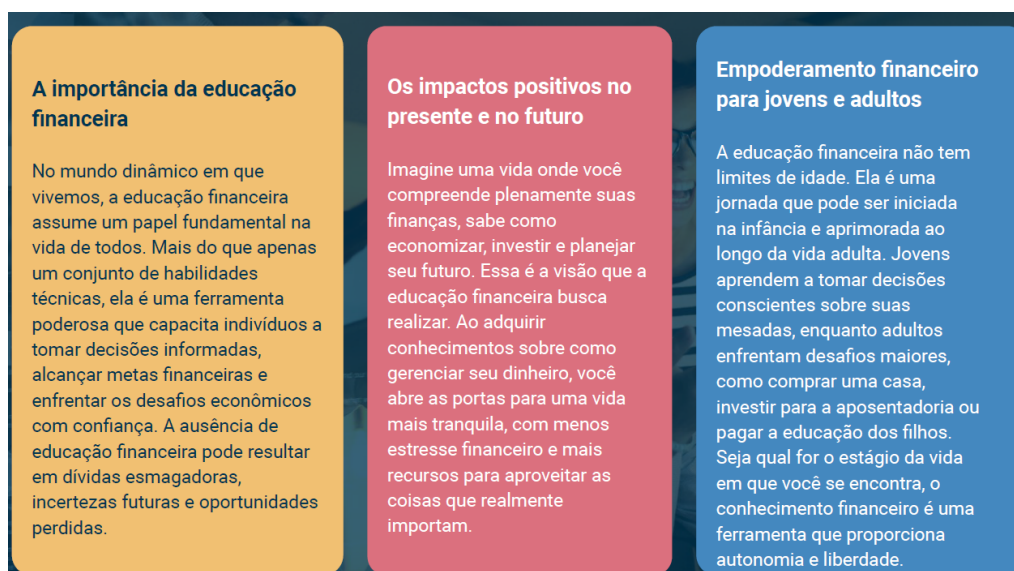 A importância da educação
financeira
No mundo dinâmico em que
vivemos, a educação financeira
assume um papel fundamental na
vida de todos. Mais do que apenas
um conjunto de habilidades
técnicas, ela é uma ferramenta
poderosa que capacita indivíduos a
tomar decisões informadas,
alcançar metas financeiras e
enfrentar os desafios econômicos
com confiança. A ausência de
educação financeira pode resultar
em dívidas esmagadoras,
incertezas futuras e oportunidades
perdidas.
Os impactos positivos no
presente e no futuro
Imagine uma vida onde você
compreende plenamente suas
finanças, sabe como
economizar, investir e planejar
seu futuro. Essa é a visão que a
educação financeira busca
realizar. Ao adquirir
conhecimentos sobre como
gerenciar seu dinheiro, você
abre as portas para uma vida
mais tranquila, com menos
estresse financeiro e mais
recursos para aproveitar as
coisas que realmente
importam.
Empoderamento financeiro
para jovens e adultos
A educação financeira não tem
limites de idade. Ela é uma
jornada que pode ser iniciada
na infância e aprimorada ao
longo da vida adulta. Jovens
aprendem a tomar decisões
conscientes sobre suas
mesadas, enquanto adultos
enfrentam desafios maiores,
como comprar uma casa,
investir para a aposentadoria ou
pagar a educação dos filhos.
Seja qual for o estágio da vida
em que você se encontra, o
conhecimento financeiro é uma
ferramenta que proporciona
autonomia e liberdade.